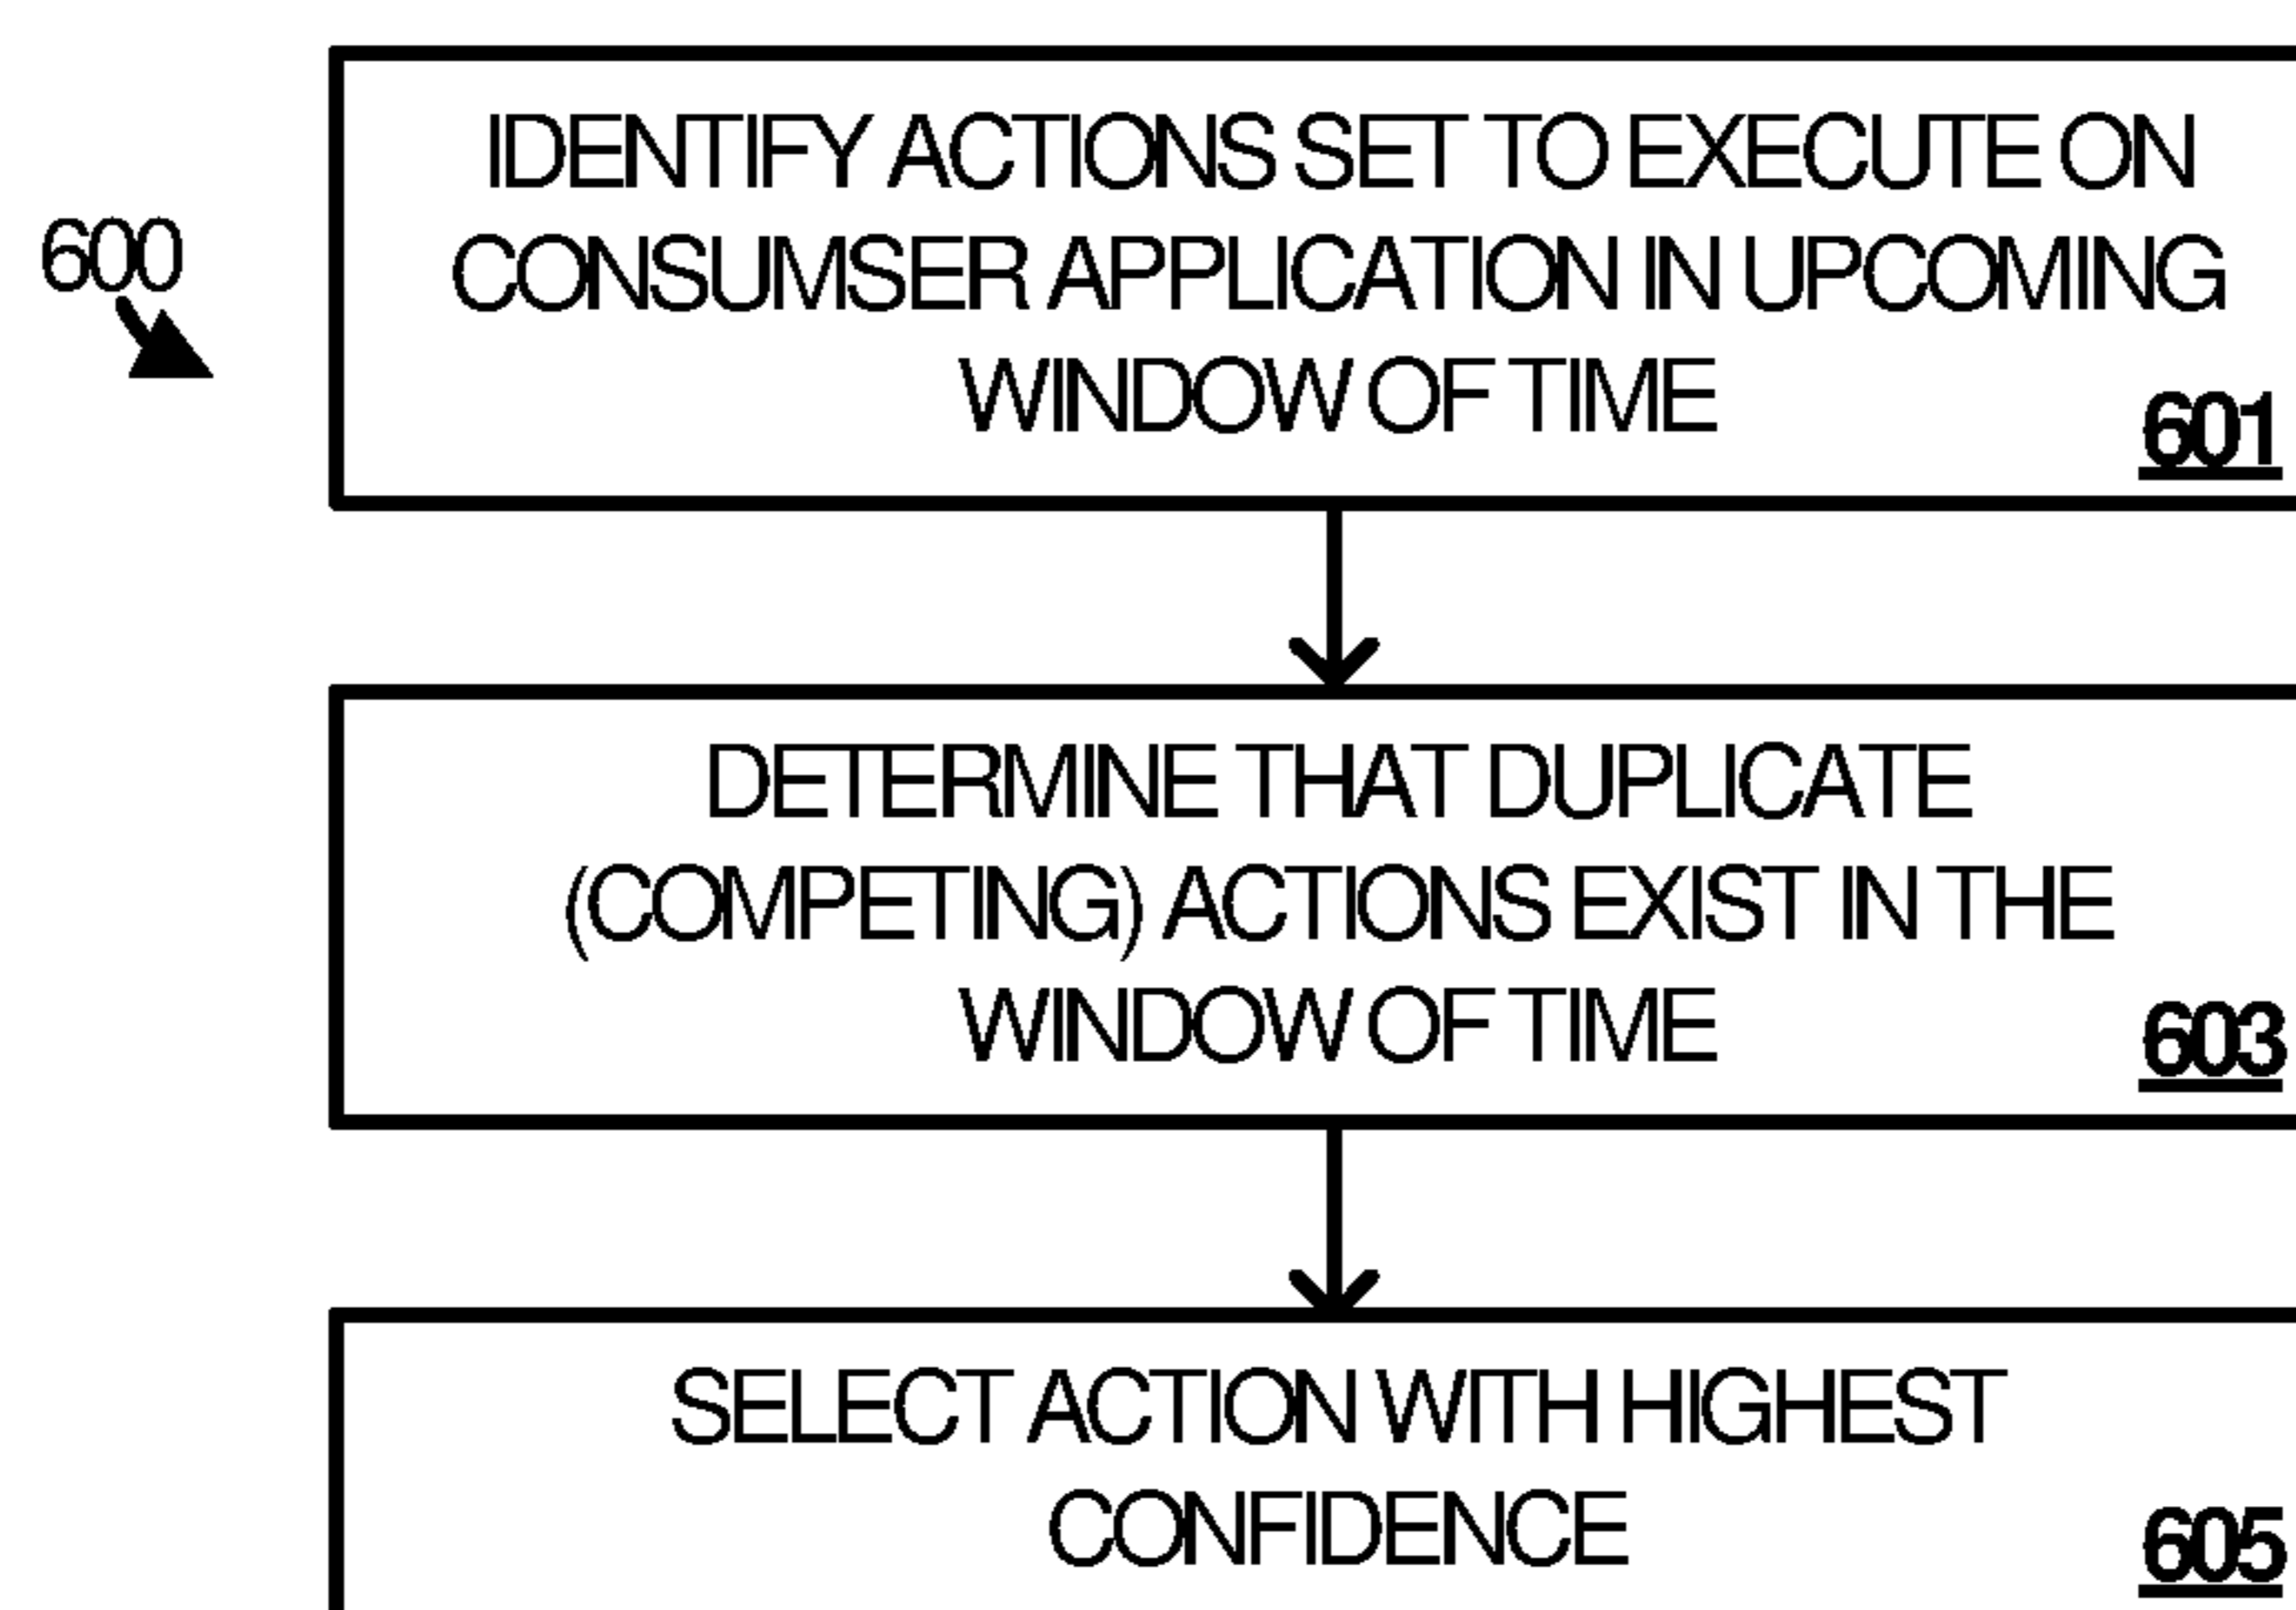 IDENTIFY ACTIONS SET TO EXECUTE ON
600
CONSUMSER APPLICATION IN UPCOMING
WINDOW OF TIME
601
DETERMINE THAT DUPLICATE
(COMPETING) ACTIONS EXIST IN THE
WINDOW OF TIME
603
SELECT ACTION WITH HIGHEST
CONFIDENCE
605